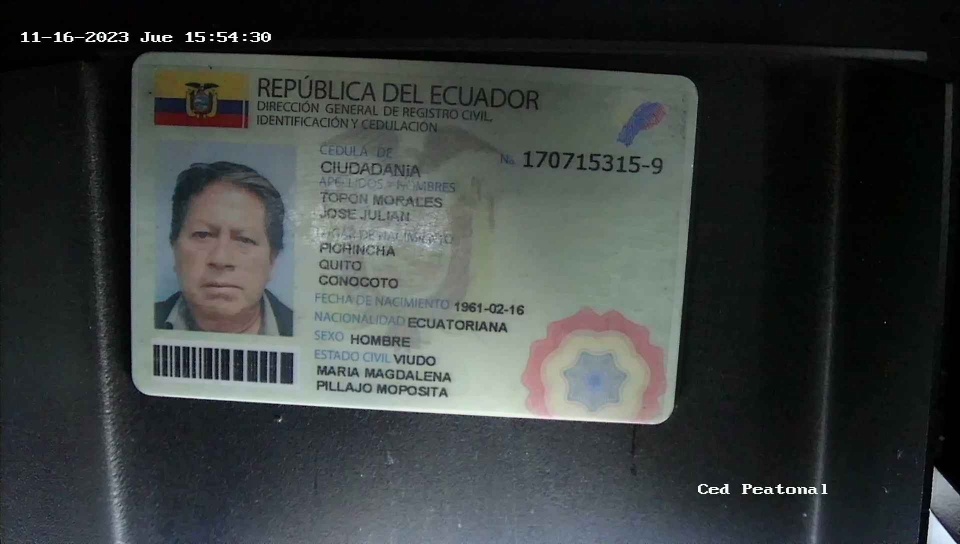 11-16-2023 Jue 15:54:30
REPÚBLICA DEL ECUADOR
DIRECCIÓN GENERAL DE REGISTRO CIVIL,
IDENTIFICACIÓN Y CEDULACIÓN
CÉDULA DE
CIUDADANÍA
No. 170715315-9
APELLIDOS Y NOMBRES
TOPON MORALES
JOSE JULIAN
LUGAR DE NACIMIENTO
PICHINCHA
QUITO
CONOCOTO
FECHA DE NACIMIENTO 1961-02-16
NACIONALIDAD ECUATORIANA
SEXO HOMBRE
ESTADO CIVIL VIUDO
MARIA MAGDALENA
PILLAJO MOPOSITA
Ced Peatonal